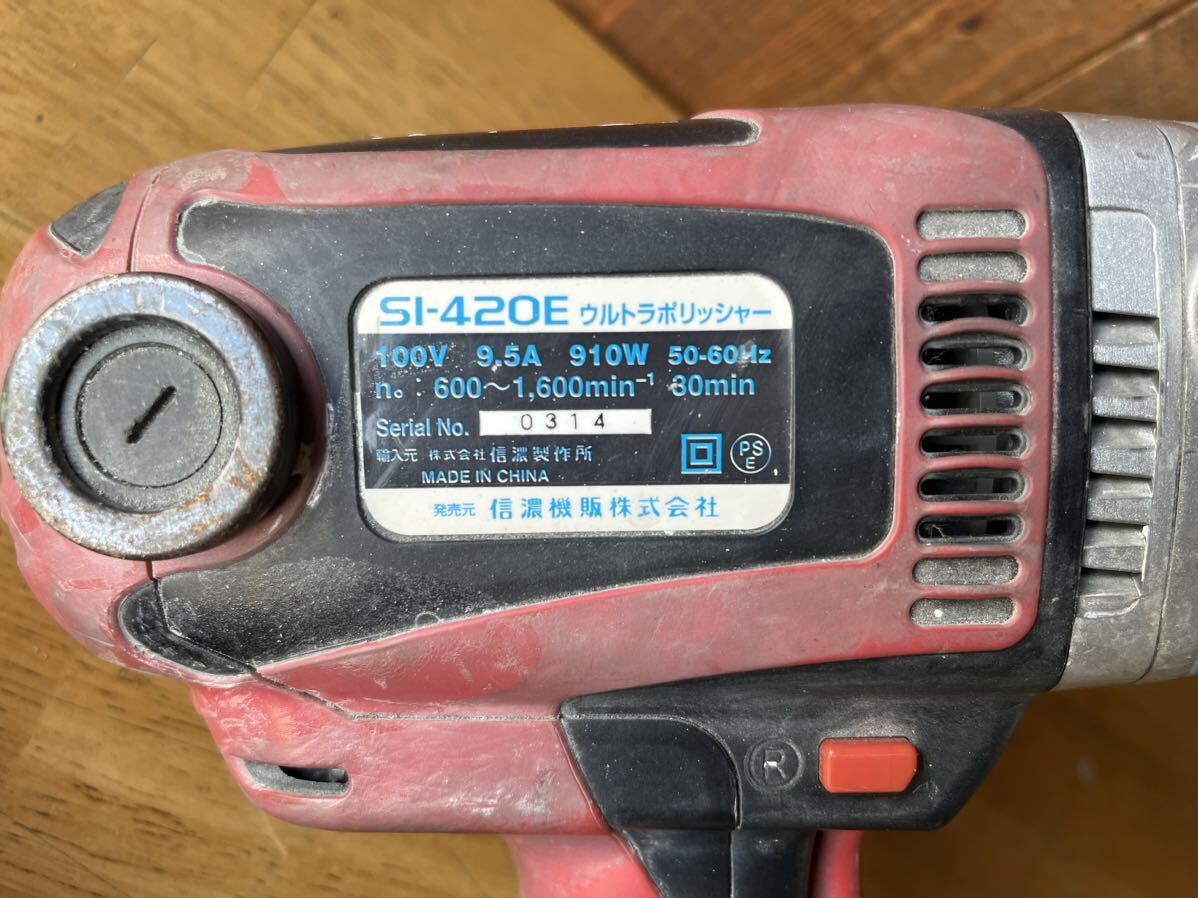 SI-420E ウルトラポリッシャー
100V 9.5A 910W 50-60Hz
n。: 600〜1,600min⁻¹ 30min
Serial No. 0314
輸入元 株式会社 信濃製作所
MADE IN CHINA
PS
E
発売元 信濃機販株式会社
R